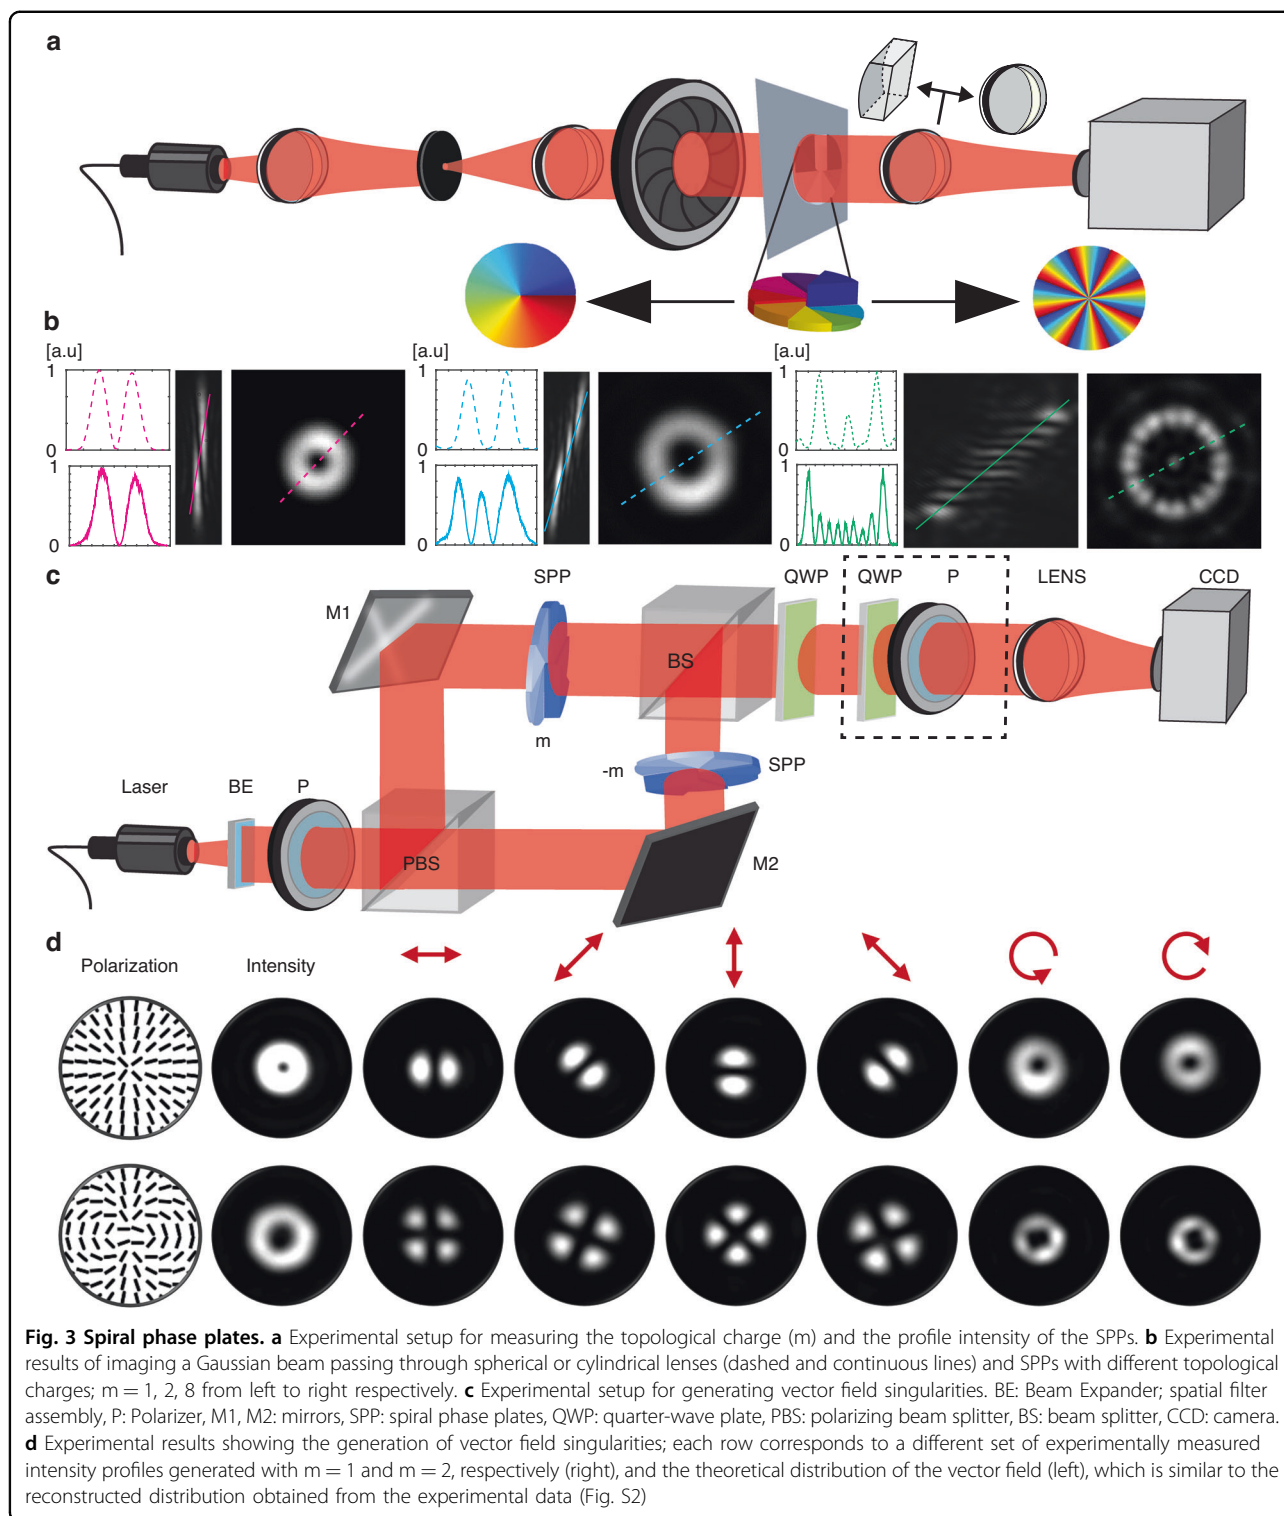 a
b
[a.u]
[a.u]
[a.u]
1
1
1
0
0
0
1
1
1
0
0
0
c
SPP
QWP
QWP
P
LENS
CCD
M1
BS
m
-m
SPP
Laser
BE
P
PBS
M2
d
Polarization
Intensity
Fig. 3 Spiral phase plates. a Experimental setup for measuring the topological charge (m) and the profile intensity of the SPPs. b Experimental
results of imaging a Gaussian beam passing through spherical or cylindrical lenses (dashed and continuous lines) and SPPs with different topological
charges; m = 1, 2, 8 from left to right respectively. c Experimental setup for generating vector field singularities. BE: Beam Expander; spatial filter
assembly, P: Polarizer, M1, M2: mirrors, SPP: spiral phase plates, QWP: quarter-wave plate, PBS: polarizing beam splitter, BS: beam splitter, CCD: camera.
d Experimental results showing the generation of vector field singularities; each row corresponds to a different set of experimentally measured
intensity profiles generated with m = 1 and m = 2, respectively (right), and the theoretical distribution of the vector field (left), which is similar to the
reconstructed distribution obtained from the experimental data (Fig. S2)